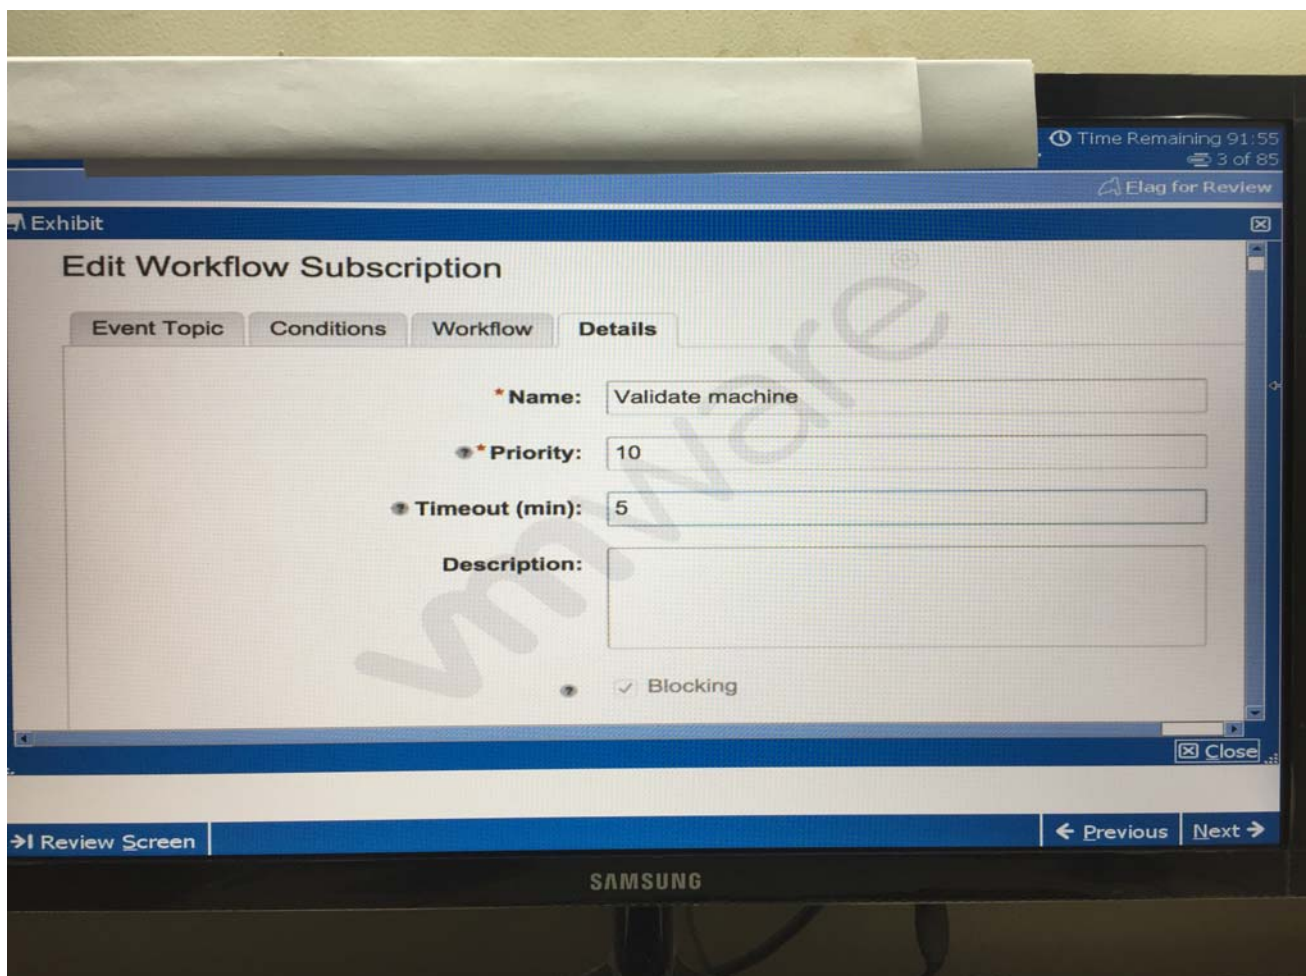 Time Remaining 91:55
3 of 85
Flag for Review
Exhibit
Edit Workflow Subscription
Event Topic Conditions Workflow Details
*Name: Validate machine
?*Priority: 10
? Timeout (min): 5
Description:
? Blocking
vmware®
Close
Review Screen
Previous Next
SAMSUNG